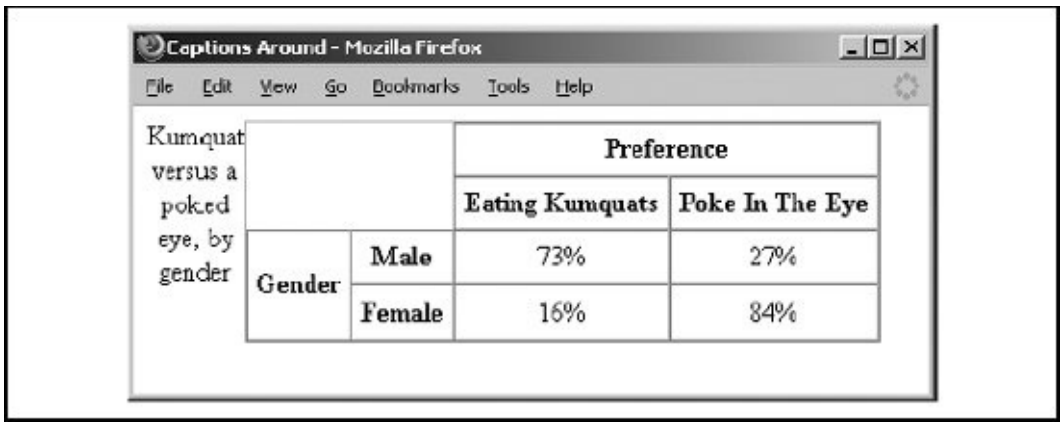 Captions Around - Mozilla Firefox
File Edit View Go Bookmarks Tools Help
Kumquat
versus a
poked
eye, by
gender
Preference
Eating Kumquats Poke In The Eye
Gender
Male 73% 27%
Female 16% 84%